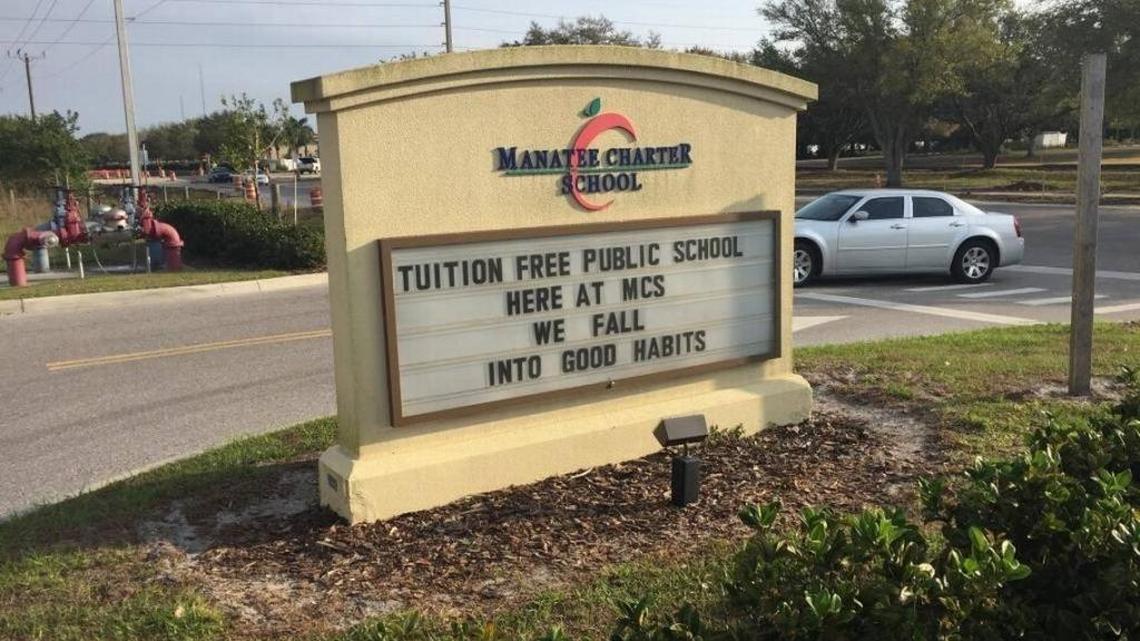 MANATEE CHARTER
SCHOOL
TUITION FREE PUBLIC SCHOOL
HERE AT MCS
WE FALL
INTO GOOD HABITS